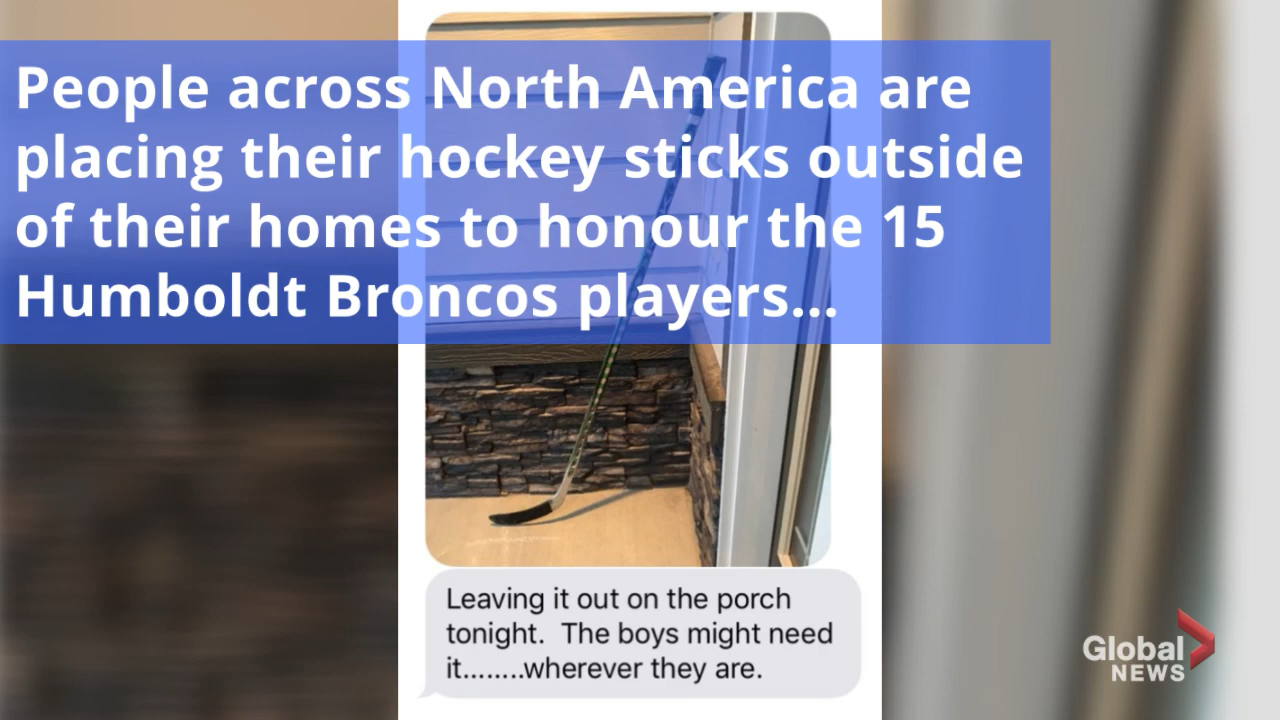 People across North America are
placing their hockey sticks outside
of their homes to honour the 15
Humboldt Broncos players...
Leaving it out on the porch
tonight.  The boys might need
it........wherever they are.
Global
NEWS